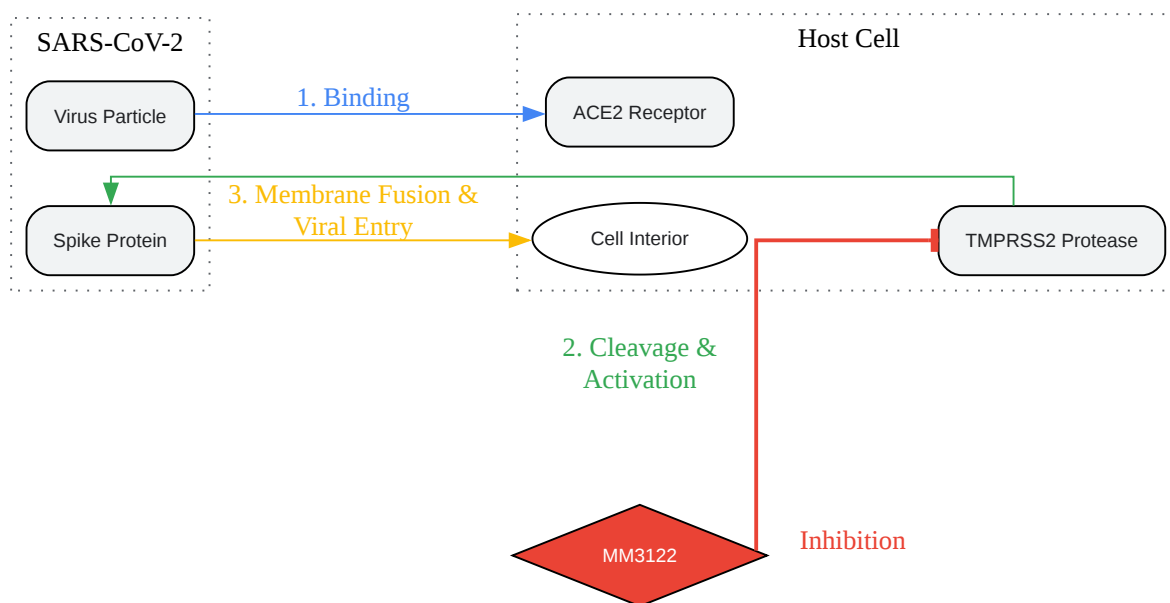 SARS-CoV-2
Host Cell
Virus Particle
1. Binding
ACE2 Receptor
3. Membrane Fusion &
Viral Entry
Spike Protein
Cell Interior
TMPRSS2 Protease
2. Cleavage &
Activation
MM3122
Inhibition